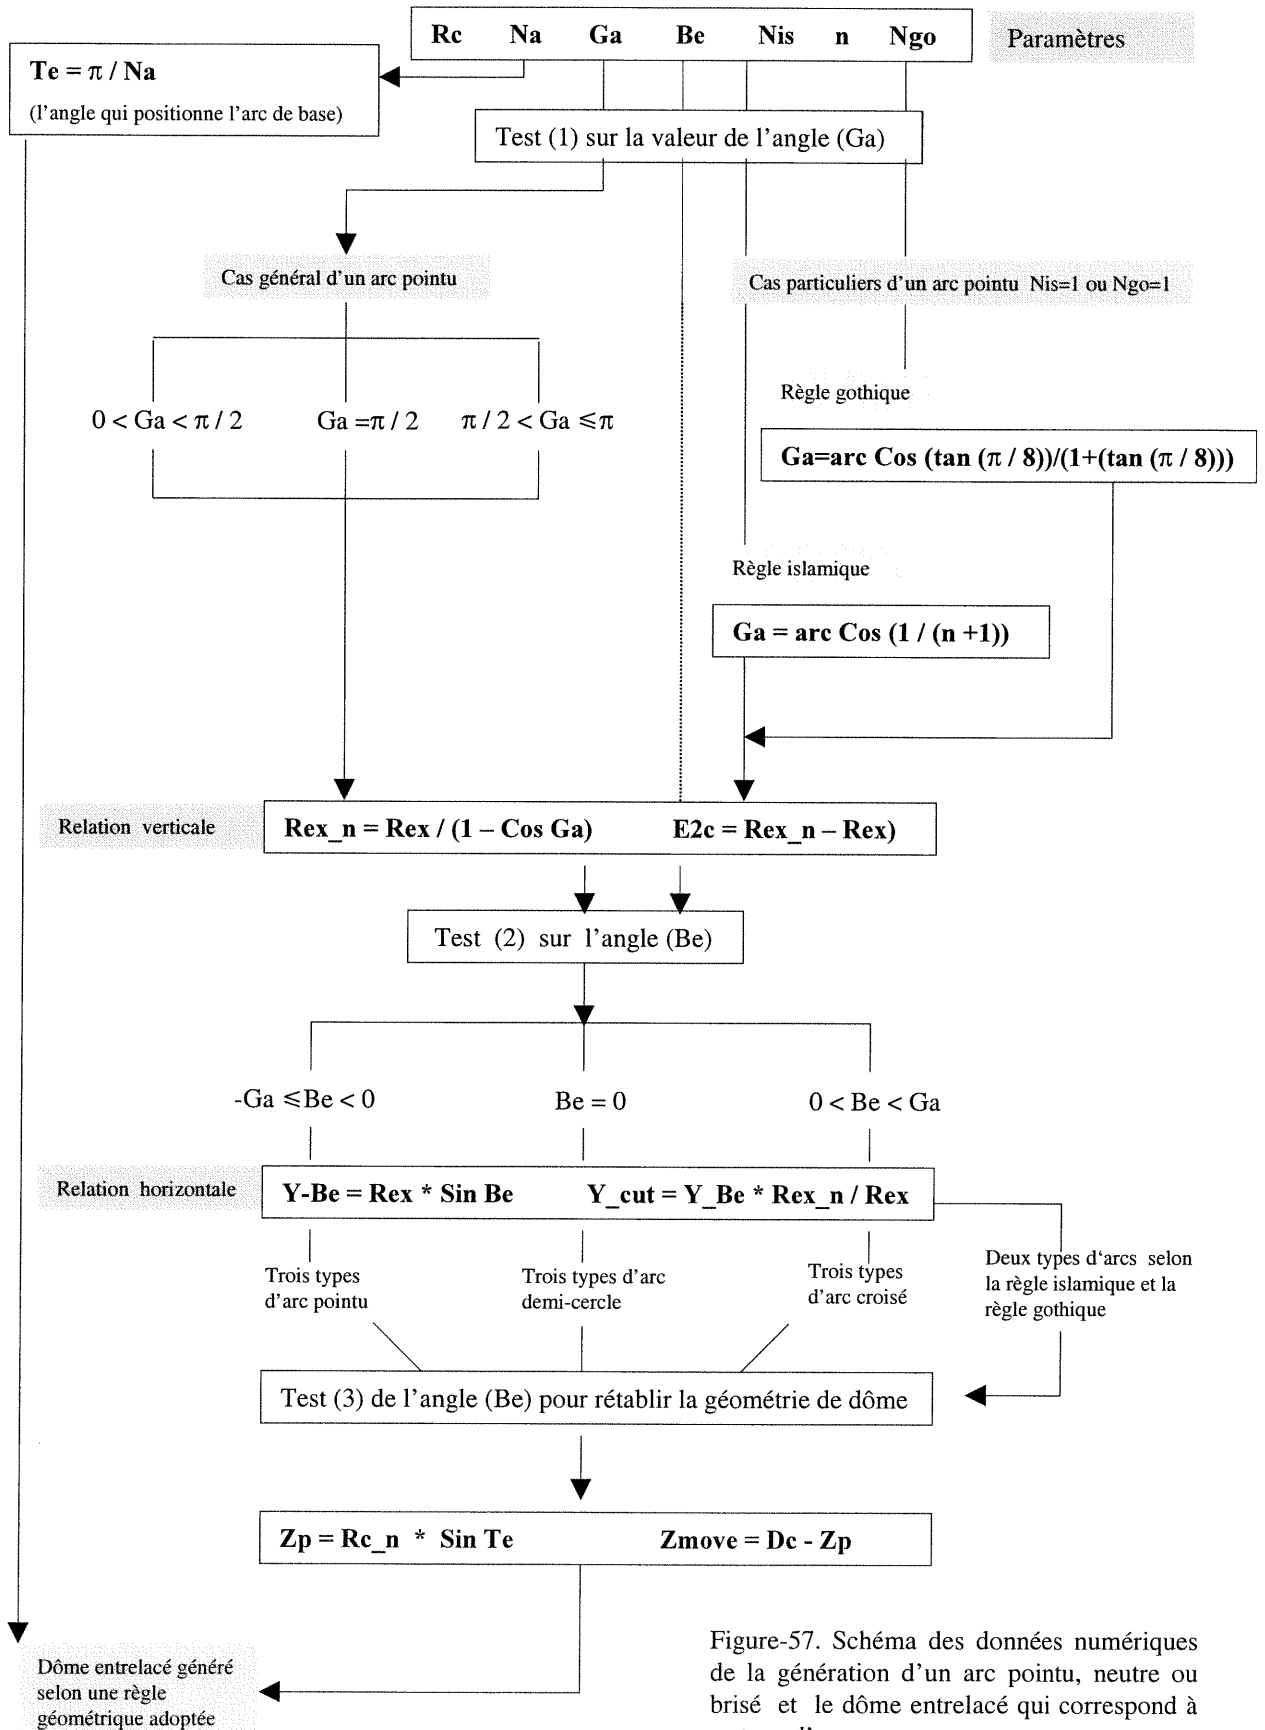 Rc Na Ga Be Nis n Ngo
Paramètres
Te = π / Na
(l'angle qui positionne l'arc de base)
Test (1) sur la valeur de l'angle (Ga)
Cas général d'un arc pointu
Cas particuliers d'un arc pointu Nis=1 ou Ngo=1
0 < Ga < π / 2
Ga =π / 2
π / 2 < Ga ⩽π
Règle gothique
Ga=arc Cos (tan (π / 8))/(1+(tan (π / 8)))
Règle islamique
Ga = arc Cos (1 / (n +1))
Relation verticale
Rex_n = Rex / (1 – Cos Ga) E2c = Rex_n – Rex)
Test (2) sur l'angle (Be)
-Ga ⩽Be < 0
Be = 0
0 < Be < Ga
Relation horizontale
Y-Be = Rex * Sin Be Y_cut = Y_Be * Rex_n / Rex
Trois types
d'arc pointu
Trois types d'arc
demi-cercle
Trois types
d'arc croisé
Deux types d‘arcs selon
la règle islamique et la
règle gothique
Test (3) de l'angle (Be) pour rétablir la géométrie de dôme
Zp = Rc_n * Sin Te Zmove = Dc - Zp
Dôme entrelacé généré
selon une règle
géométrique adoptée
Figure-57. Schéma des données numériques
de la génération d'un arc pointu, neutre ou
brisé et le dôme entrelacé qui correspond à